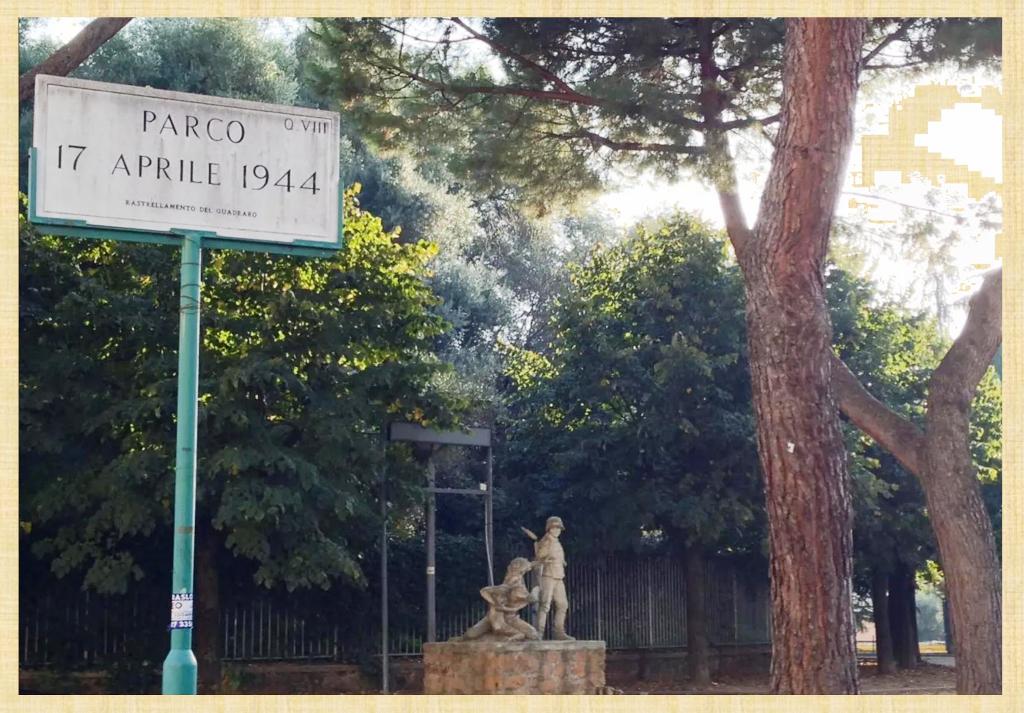 PARCO Q.VIII
17 APRILE 1944
RASTRELLAMENTO DEL QUADRARO